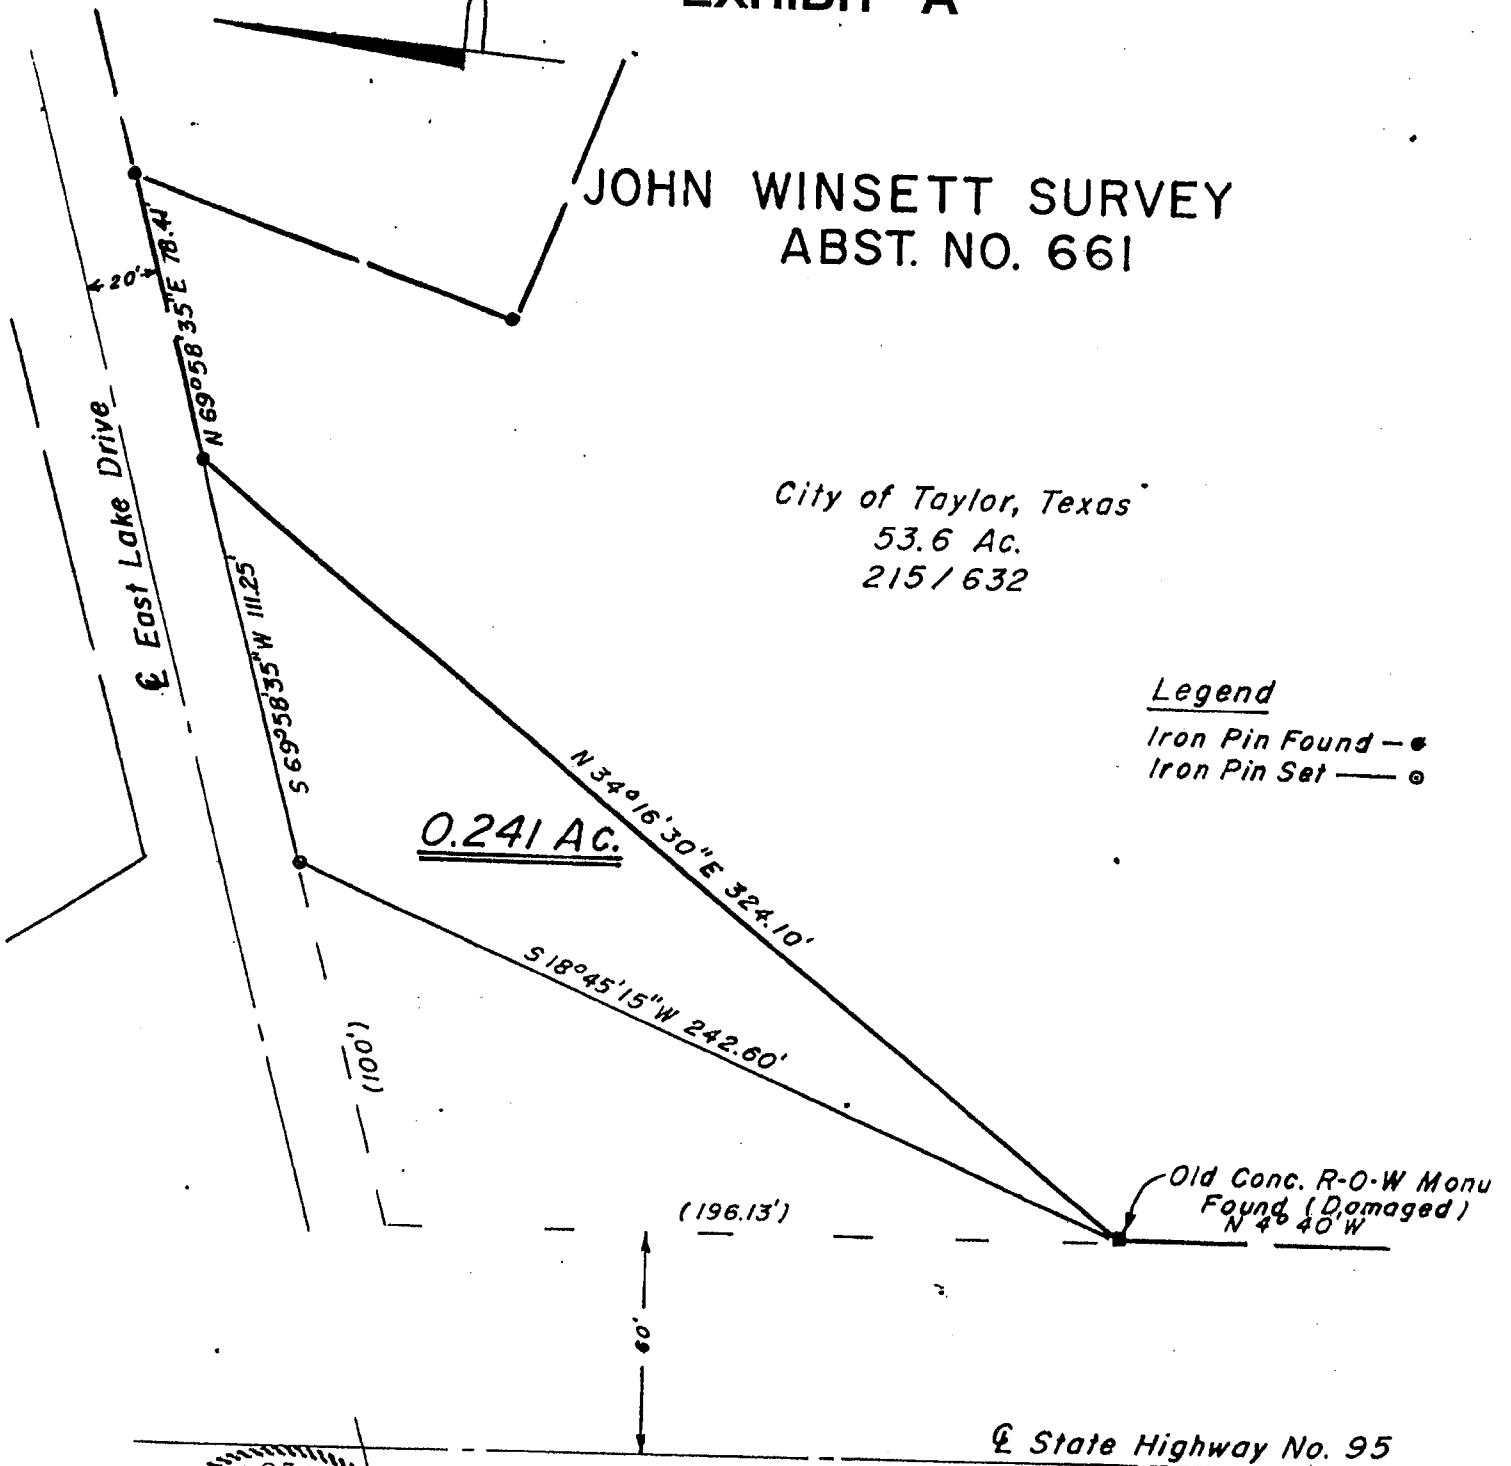 EXHIBIT "A"
JOHN WINSETT SURVEY
ABST. NO. 661
20'
N 69°58'35"E 78.41'
℄ East Lake Drive
City of Taylor, Texas
53.6 Ac.
215/632
S 69°58'35"W 111.25'
Legend
Iron Pin Found
Iron Pin Set
N 34°16'30"E 324.10'
0.241 AC.
S 18°45'15"W 242.60'
(100')
(196.13')
Old Conc. R-O-W Monu
Found (Damaged)
N 4° 40' W
60'
℄ State Highway No. 95